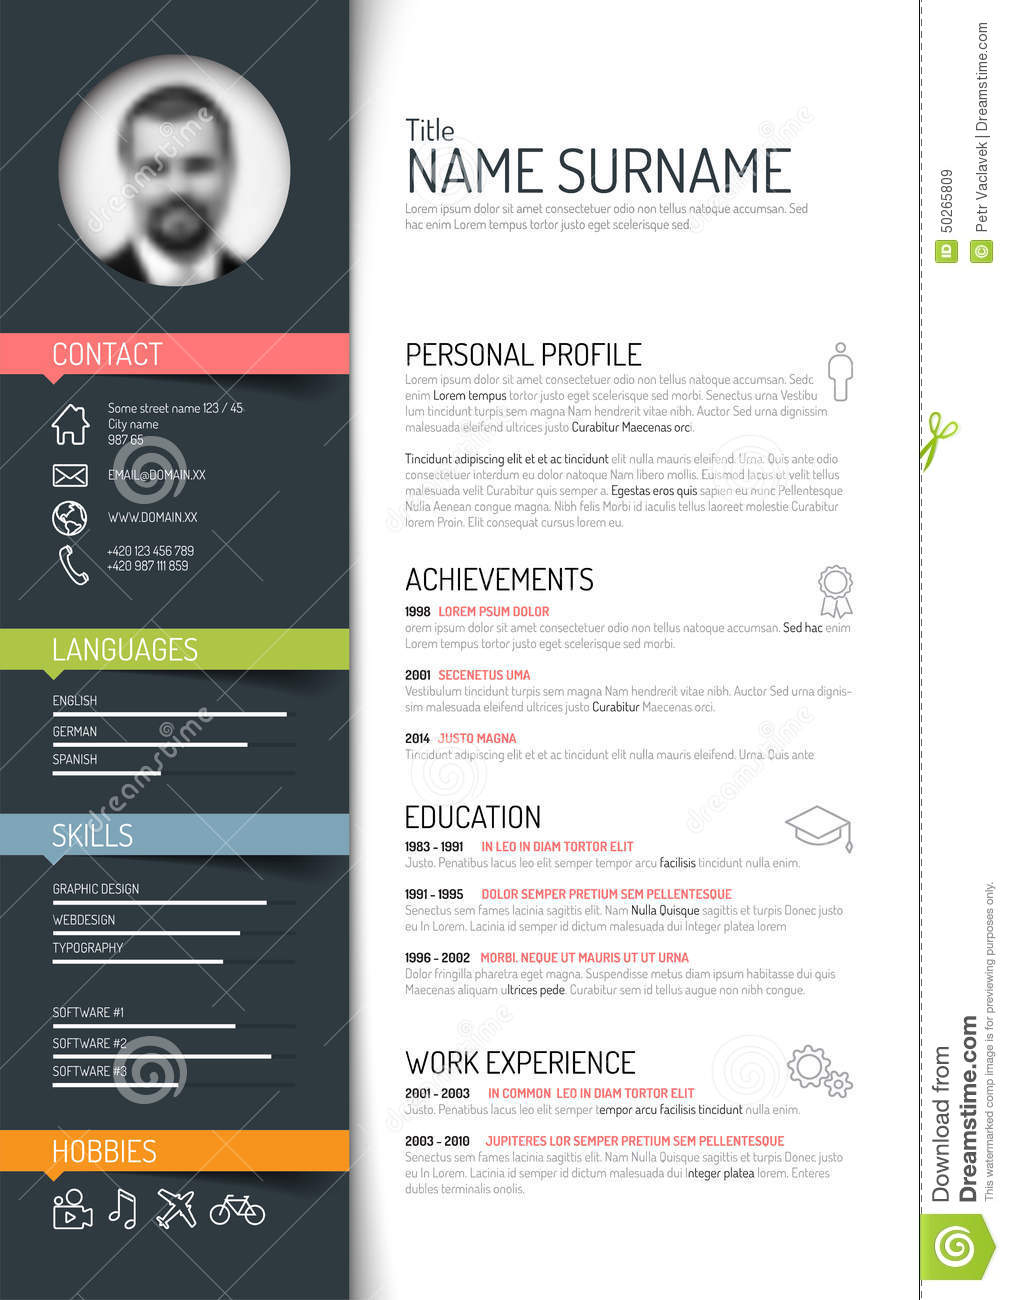 CONTACT
Some street name 123 / 45
City name
987 65
EMAIL@DOMAIN.XX
WWW.DOMAIN.XX
+420 123 456 789
+420 987 111 859
LANGUAGES
ENGLISH
GERMAN
SPANISH
SKILLS
GRAPHIC DESIGN
WEBDESIGN
TYPOGRAPHY
SOFTWARE #1
SOFTWARE #2
SOFTWARE #3
HOBBIES
Title
NAME SURNAME
Lorem ipsum dolor sit amet consectetuer odio non tellus natoque accumsan. Sed
hac enim Lorem tempus tortor justo eget scelerisque sed.
PERSONAL PROFILE
Lorem ipsum dolor sit amet consectetuer odio non tellus natoque accumsan. Sedc
enim Lorem tempus tortor justo eget scelerisque sed morbi. Senectus urna Vestibu
lum tincidunt turpis sem magna Nam hendrerit vitae nibh. Auctor Sed urna dignissim
malesuada eleifend ultrices justo Curabitur Maecenas orci.
Tincidunt adipiscing elit et et ac tincidunt elit nulla mauris eleifend. Urna. Quis ante odio
consectetuer interdum eu dolor natoque Nam libero mollis. Euismod lacus ut velit tellus
malesuada velit Curabitur quis semper a. Egestas eros quis sapien eu nunc Pellentesque
Nulla Aenean congue magna. Nibh felis Morbi id iaculis tellus laoreet molestie Curabitur
lorem Proin. Elit consequat cursus lorem eu.
ACHIEVEMENTS
1998 LOREM PSUM DOLOR
orem ipsum dolor sit amet consectetuer odio non tellus natoque accumsan. Sed hac enim
Lorem tempus tortor justo eget scelerisque sed morbi.
2001 SECENETUS UMA
Vestibulum tincidunt turpis sem magna Nam hendrerit vitae nibh. Auctor Sed urna dignis-
sim malesuada eleifend ultrices justo Curabitur Maecenas orci.
2014 JUSTO MAGNA
Tincidunt adipiscing elit et et ac tincidunt elit nulla mauris eleifend. Urna. Quis ante
EDUCATION
1983 - 1991 IN LEO IN DIAM TORTOR ELIT
Justo. Penatibus lacus leo elit semper tempor arcu facilisis tincidunt nulla enim.
1991 - 1995 DOLOR SEMPER PRETIUM SEM PELLENTESQUE
Senectus sem fames lacinia sagittis elit. Nam Nulla Quisque sagittis et turpis Donec justo
eu In Lorem. Lacinia id semper id dictum malesuada dui Integer platea lorem
1996 - 2002 MORBI. NEQUE UT MAURIS UT UT URNA
Dolor fringilla pharetra eget magna. Suspendisse metus diam ipsum habitasse dui quis
Maecenas aliquam ultrices pede. Curabitur sem id tellus augue non nibh congue.
WORK EXPERIENCE
2001 - 2003 IN COMMON LEO IN DIAM TORTOR ELIT
Justo. Penatibus lacus leo elit semper tempor arcu facilisis tincidunt nulla enim.
2003 - 2010 JUPITERES LOR SEMPER PRETIUM SEM PELLENTESQUE
Senectus sem fames lacinia sagittis elit. Nam Nulla Quisque sagittis et turpis Donec justo
eu In Lorem. Lacinia id semper id dictum malesuada dui Integer platea lorem. Enteres
dubles terminalis onolis.
ID 50265809
© Petr Vaclavek | Dreamstime.com
Download from
Dreamstime.com
This watermarked comp image is for previewing purposes only.
dreamstime
dreamstime
dreamstime
dreamstime
dreamstime